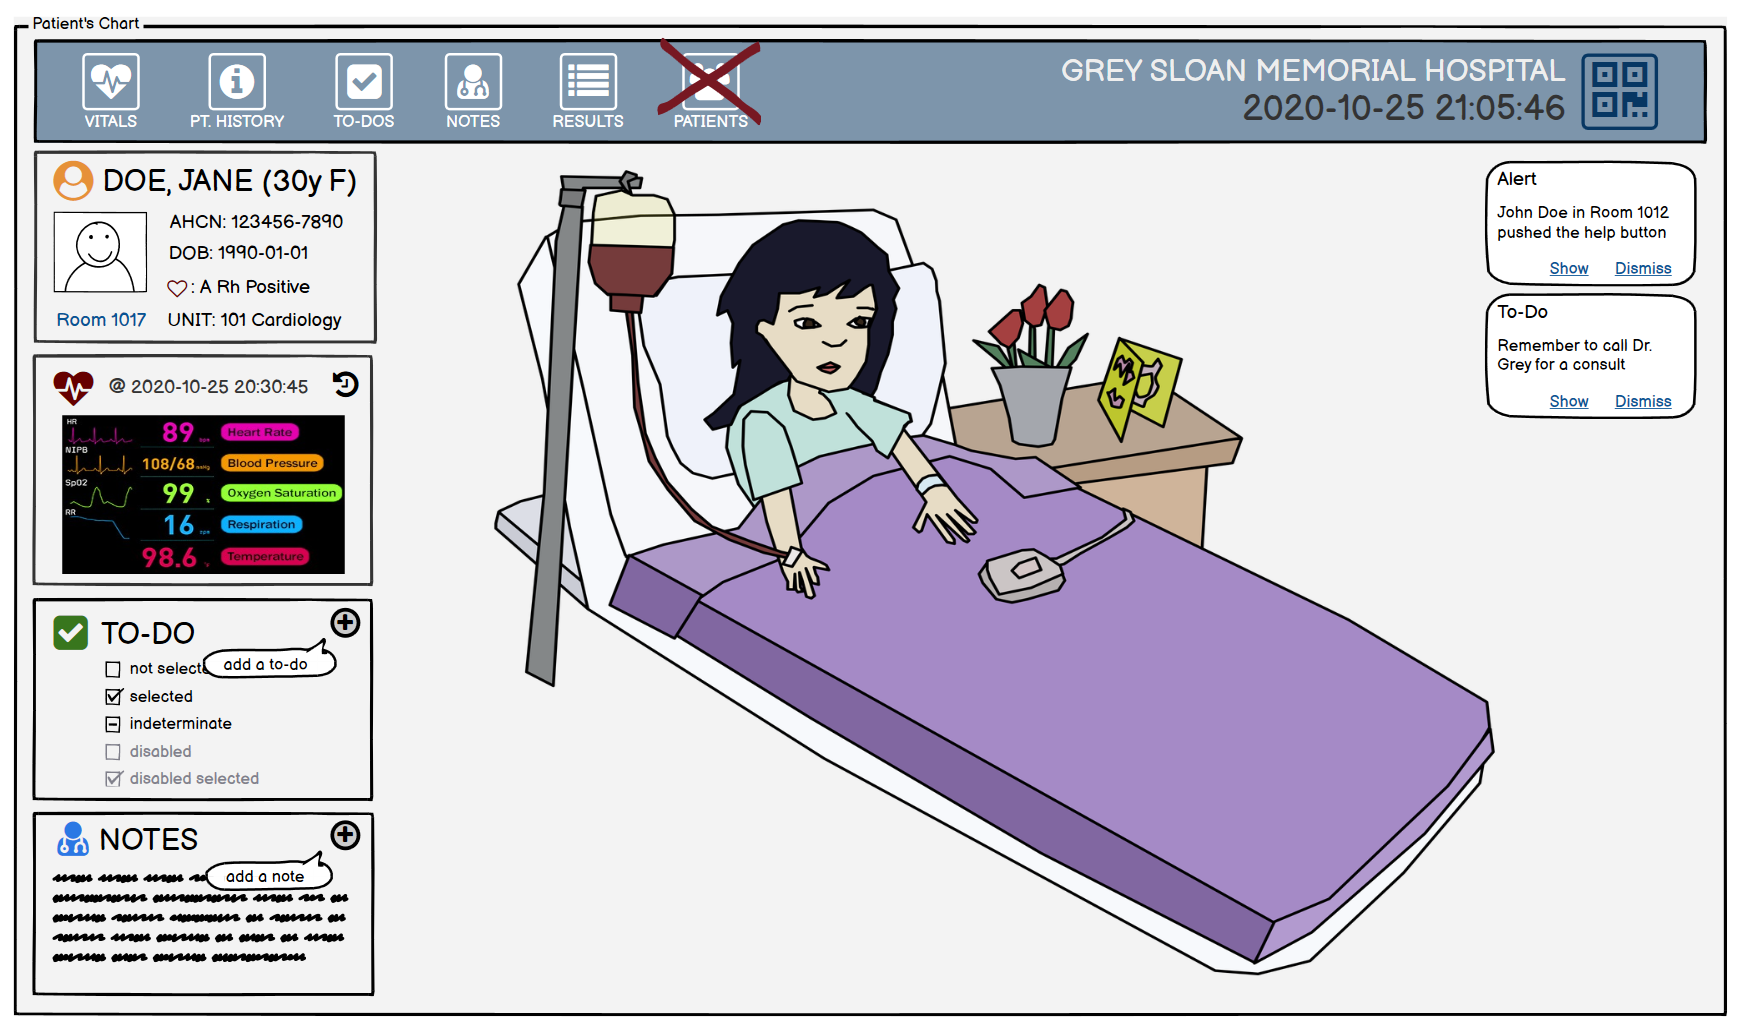 Patient's Chart
VITALS
PT. HISTORY
TO-DOS
NOTES
RESULTS
PATIENTS
GREY SLOAN MEMORIAL HOSPITAL
2020-10-25 21:05:46
DOE, JANE (30y F)
AHCN: 123456-7890
DOB: 1990-01-01
: A Rh Positive
Room 1017
UNIT: 101 Cardiology
@ 2020-10-25 20:30:45
HR
89
Heart Rate
NIPB
108/68
Blood Pressure
SpO2
99
Oxygen Saturation
RR
16
Respiration
98.6
Temperature
TO-DO
add a to-do
not selecte
selected
indeterminate
disabled
disabled selected
NOTES
add a note
Alert
John Doe in Room 1012
pushed the help button
Show Dismiss
To-Do
Remember to call Dr.
Grey for a consult
Show Dismiss